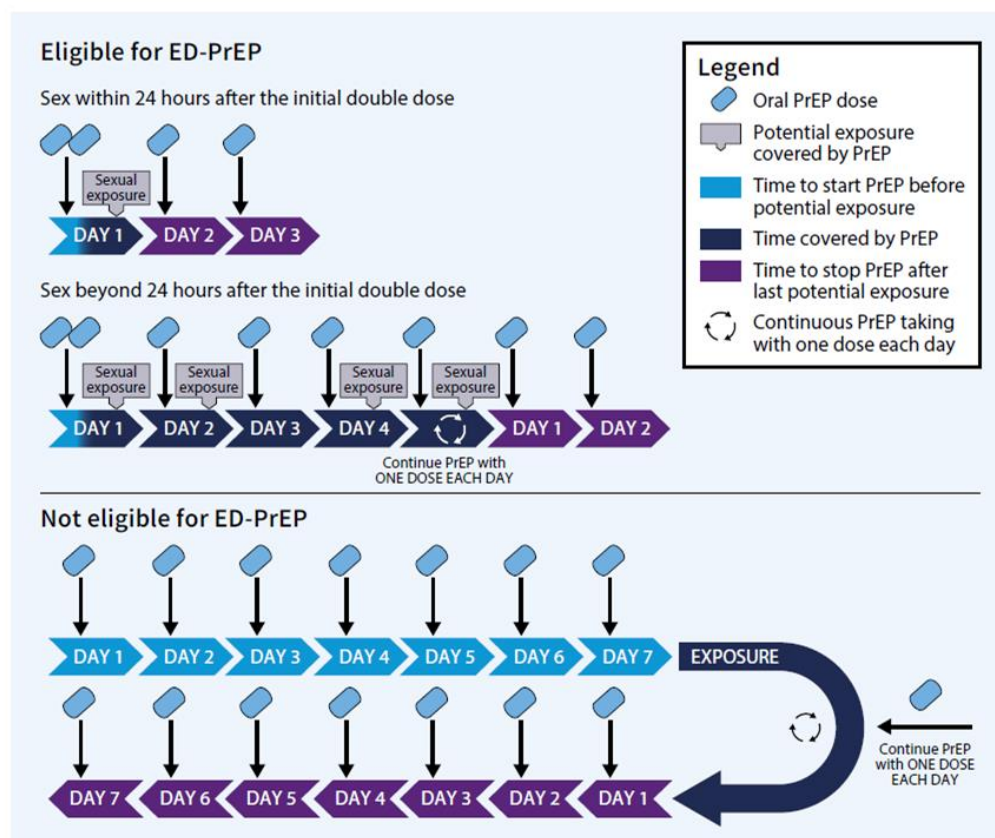 Eligible for ED-PrEP
Sex within 24 hours after the initial double dose
Sexual
exposure
DAY 1
DAY 2
DAY 3
Sex beyond 24 hours after the initial double dose
Sexual
exposure
Sexual
exposure
Sexual
exposure
Sexual
exposure
DAY 1
DAY 2
DAY 3
DAY 4
DAY 1
DAY 2
Continue PrEP with
ONE DOSE EACH DAY
Legend
Oral PrEP dose
Potential exposure
covered by PrEP
Time to start PrEP before
potential exposure
Time covered by PrEP
Time to stop PrEP after
last potential exposure
Continuous PrEP taking
with one dose each day
Not eligible for ED-PrEP
DAY 1
DAY 2
DAY 3
DAY 4
DAY 5
DAY 6
DAY 7
EXPOSURE
Continue PrEP
with ONE DOSE
EACH DAY
DAY 7
DAY 6
DAY 5
DAY 4
DAY 3
DAY 2
DAY 1